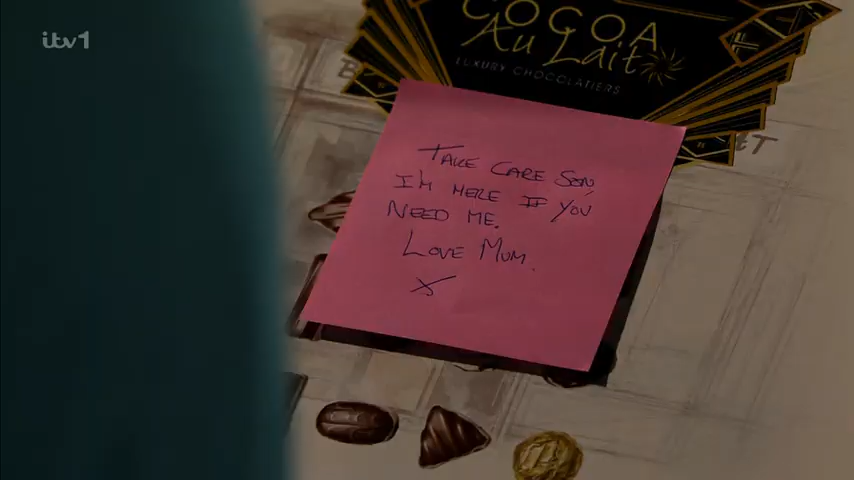 itv1
COCOA
Au Lait
LUXURY CHOCOLATIERS
TAKE CARE SON,
I'M HERE IF YOU
NEED ME.
LOVE MUM.
X